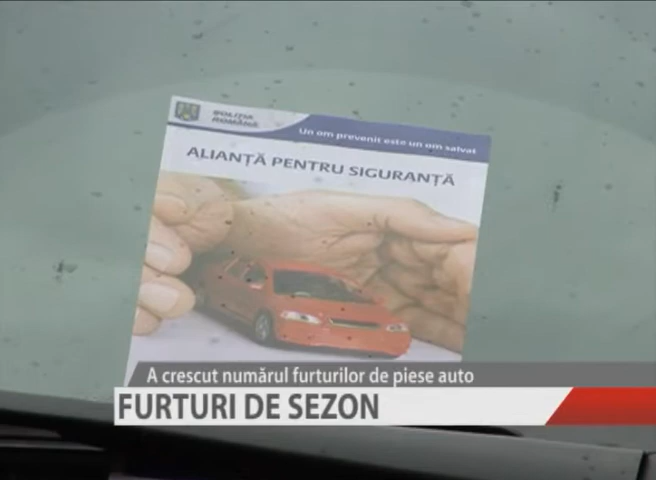 POLIȚIA
ROMÂNĂ
Un om prevenit este un om salvat
ALIANȚĂ PENTRU SIGURANȚĂ
A crescut numărul furturilor de piese auto
FURTURI DE SEZON